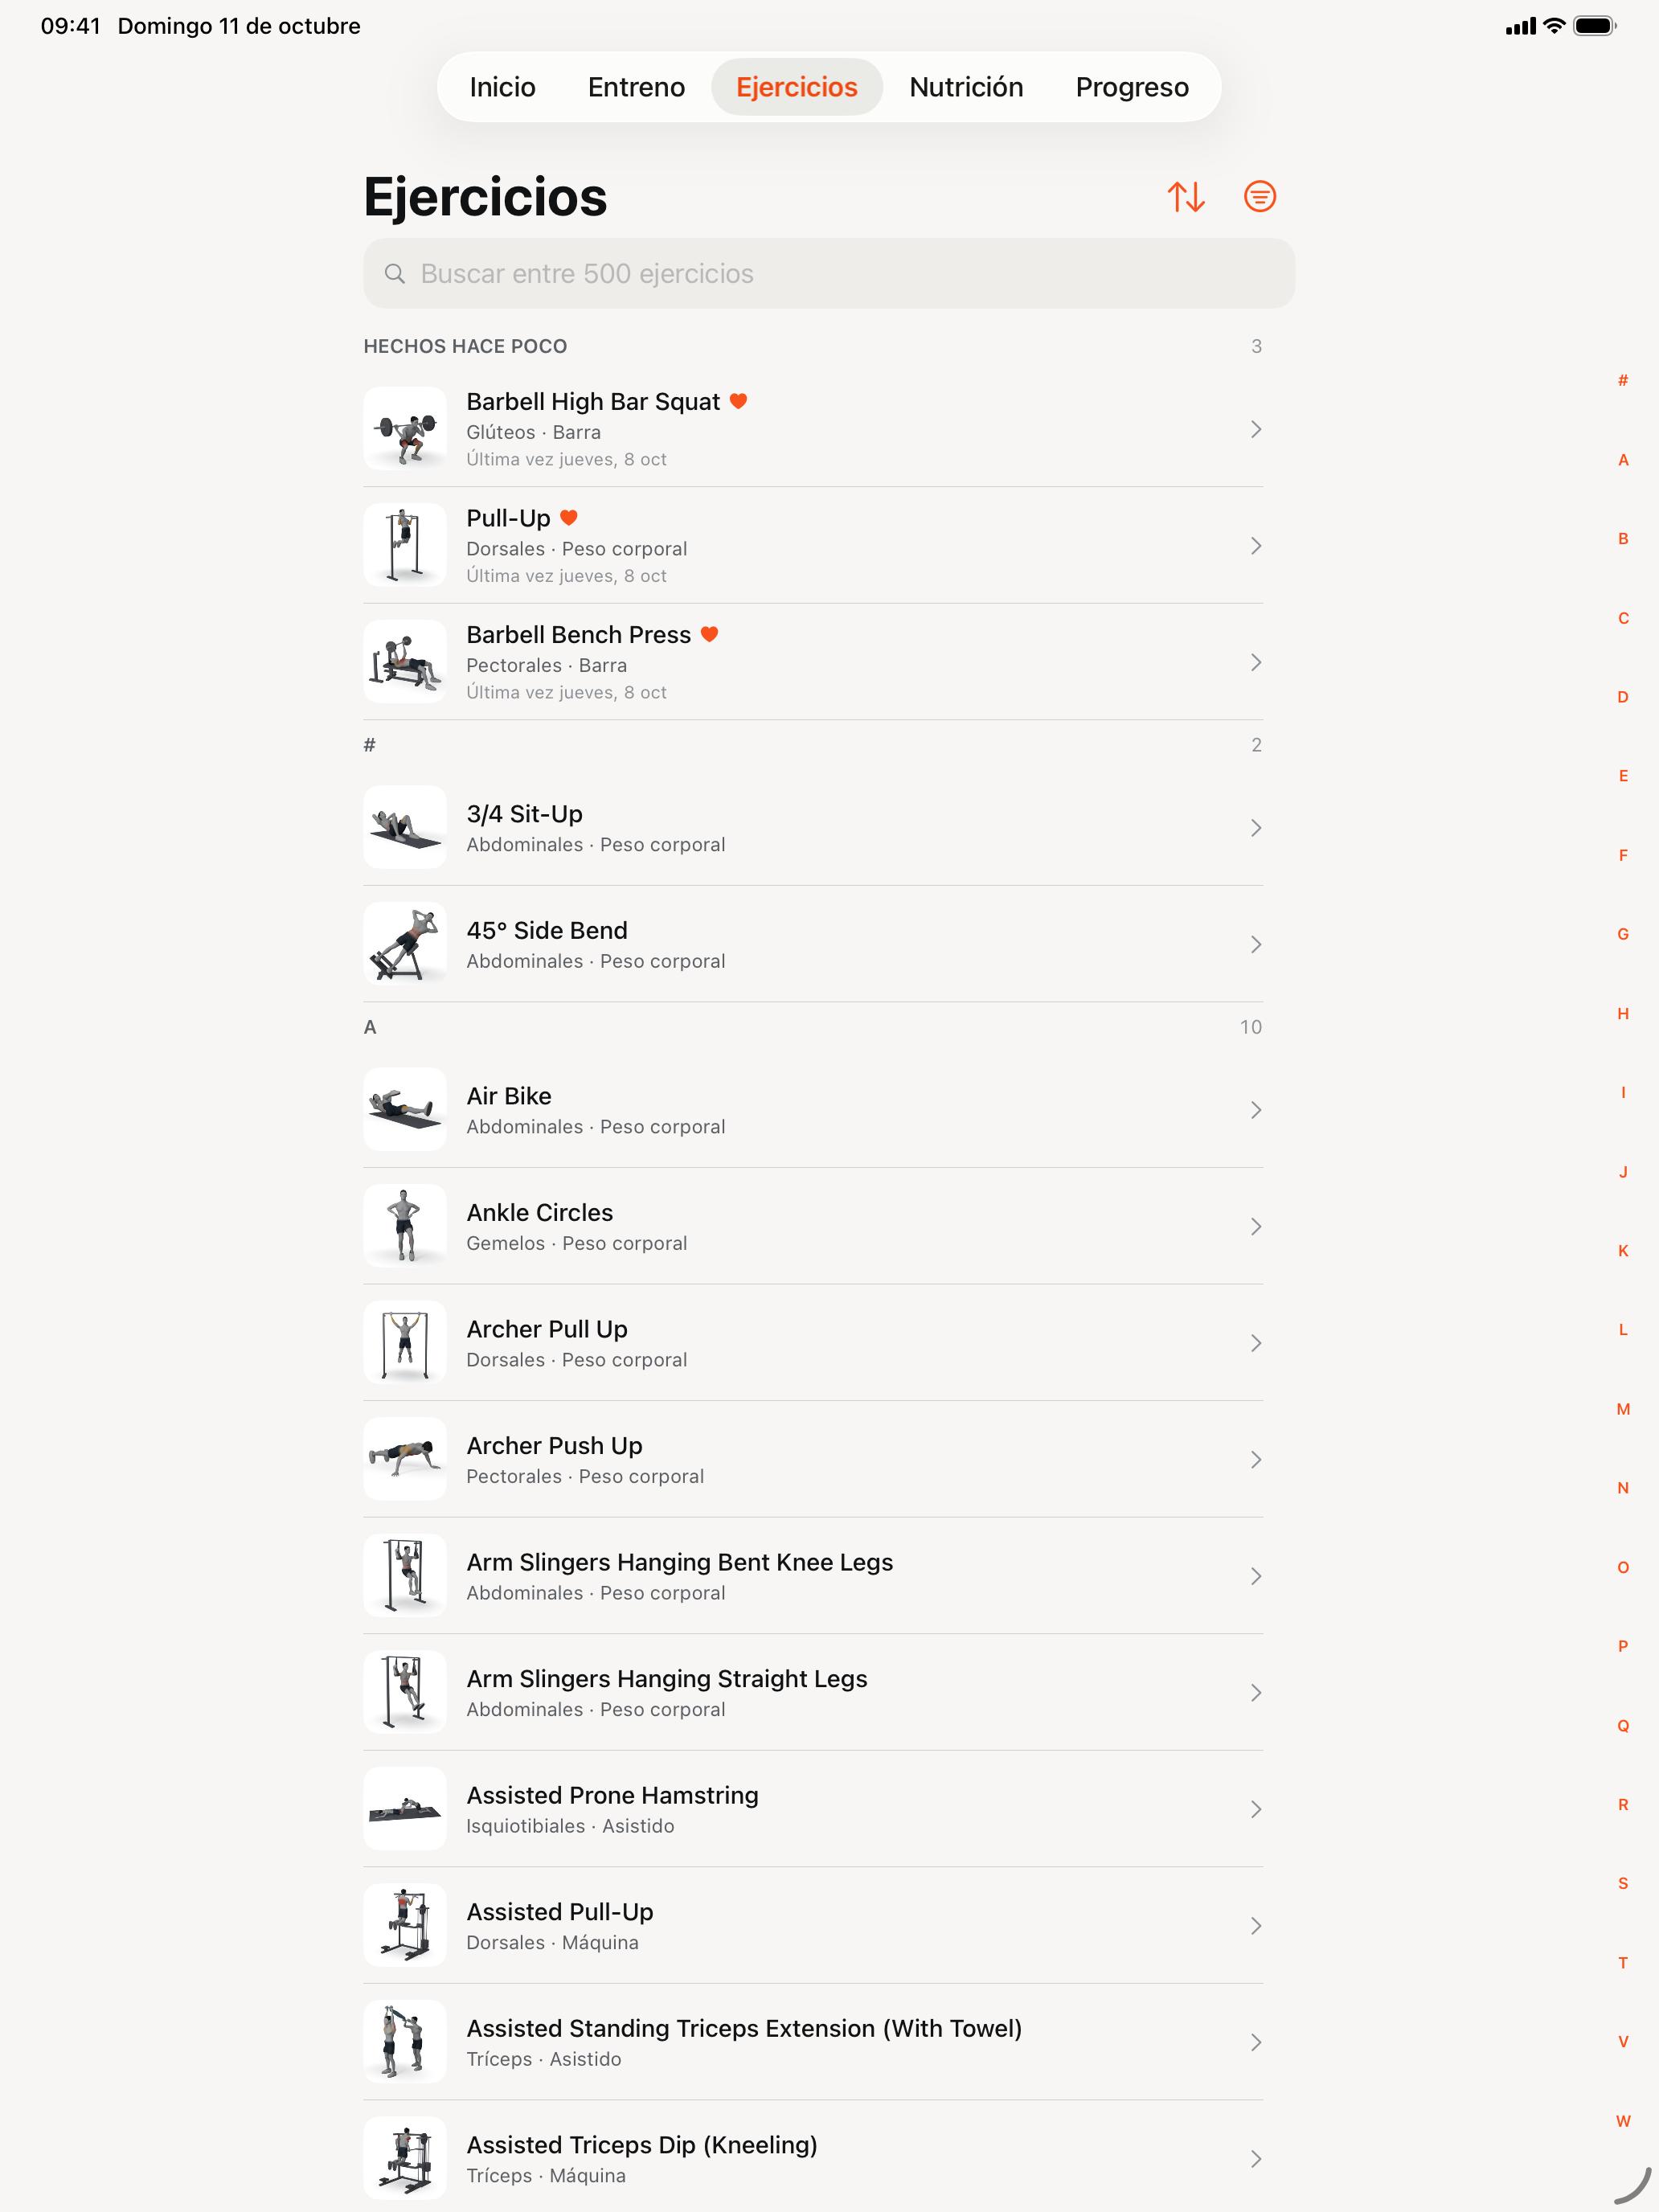 09:41 Domingo 11 de octubre
Inicio Entreno Ejercicios Nutrición Progreso
Ejercicios
Buscar entre 500 ejercicios
HECHOS HACE POCO 3
Barbell High Bar Squat
Glúteos · Barra
Última vez jueves, 8 oct
Pull-Up
Dorsales · Peso corporal
Última vez jueves, 8 oct
Barbell Bench Press
Pectorales · Barra
Última vez jueves, 8 oct
# 2
3/4 Sit-Up
Abdominales · Peso corporal
45° Side Bend
Abdominales · Peso corporal
A 10
Air Bike
Abdominales · Peso corporal
Ankle Circles
Gemelos · Peso corporal
Archer Pull Up
Dorsales · Peso corporal
Archer Push Up
Pectorales · Peso corporal
Arm Slingers Hanging Bent Knee Legs
Abdominales · Peso corporal
Arm Slingers Hanging Straight Legs
Abdominales · Peso corporal
Assisted Prone Hamstring
Isquiotibiales · Asistido
Assisted Pull-Up
Dorsales · Máquina
Assisted Standing Triceps Extension (With Towel)
Tríceps · Asistido
Assisted Triceps Dip (Kneeling)
Tríceps · Máquina
#
A
B
C
D
E
F
G
H
I
J
K
L
M
N
O
P
Q
R
S
T
V
W